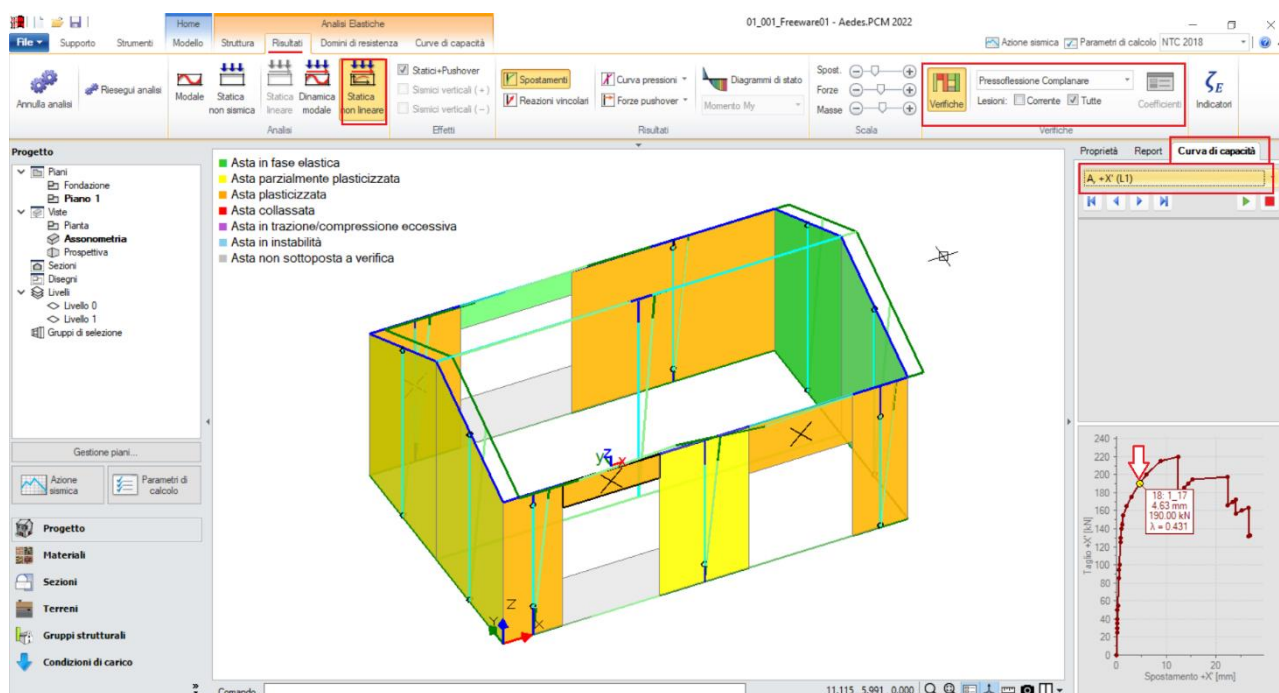 01_001_Freeware01 - Aedes.PCM 2022
Home
Analisi Elastiche
File
Supporto
Strumenti
Modello
Struttura
Risultati
Domini di resistenza
Curve di capacità
Azione sismica
Parametri di calcolo
NTC 2018
Annulla analisi
Riesegui analisi
Modale
Statica non sismica
Statica lineare
Dinamica modale
Statica non lineare
Analisi
Statici+Pushover
Sismici verticali (+)
Sismici verticali (−)
Effetti
Spostamenti
Reazioni vincolari
Curva pressioni
Forze pushover
Diagrammi di stato
Momento My
Risultati
Spost.
Forze
Masse
Scala
Verifiche
Pressoflessione Complanare
Lesioni:
Corrente
Tutte
Coefficienti
Verifiche
ζE
Indicatori
Progetto
Piani
Fondazione
Piano 1
Viste
Pianta
Assonometria
Prospettiva
Sezioni
Disegni
Livelli
Livello 0
Livello 1
Gruppi di selezione
Gestione piani...
Azione sismica
Parametri di calcolo
Progetto
Materiali
Sezioni
Terreni
Gruppi strutturali
Condizioni di carico
»
Asta in fase elastica
Asta parzialmente plasticizzata
Asta plasticizzata
Asta collassata
Asta in trazione/compressione eccessiva
Asta in instabilità
Asta non sottoposta a verifica
y Z x
Z
Y
X
Comando
11.115 5.991 0.000
Proprietà
Report
Curva di capacità
A, +X' (L1)
240
220
200
180
160
140
120
100
80
60
40
20
0
Taglio +X' [kN]
18: 1_17
4.63 mm
190.00 kN
λ = 0.431
0
10
20
Spostamento +X' [mm]